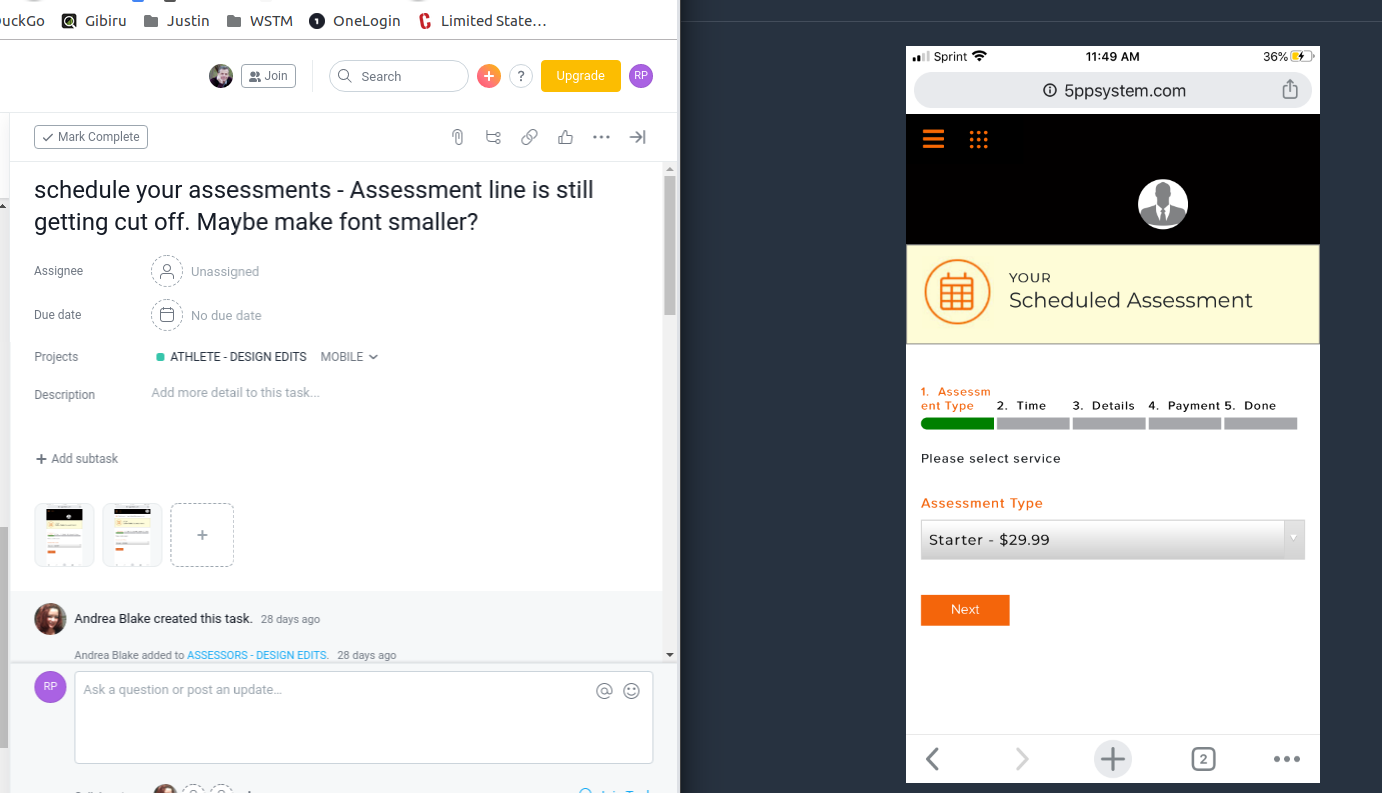 uckGo Gibiru Justin WSTM 1 OneLogin Limited State…
Join
Search
+
?
Upgrade
RP
Mark Complete
schedule your assessments - Assessment line is still
getting cut off. Maybe make font smaller?
Assignee Unassigned
Due date No due date
Projects ATHLETE - DESIGN EDITS MOBILE
Description Add more detail to this task...
+ Add subtask
+
Andrea Blake created this task. 28 days ago
Andrea Blake added to ASSESSORS - DESIGN EDITS. 28 days ago
RP
Ask a question or post an update...
Sprint 11:49 AM 36%
5ppsystem.com
YOUR
Scheduled Assessment
1. Assessm
ent Type 2. Time 3. Details 4. Payment 5. Done
Please select service
Assessment Type
Starter - $29.99
Next
2